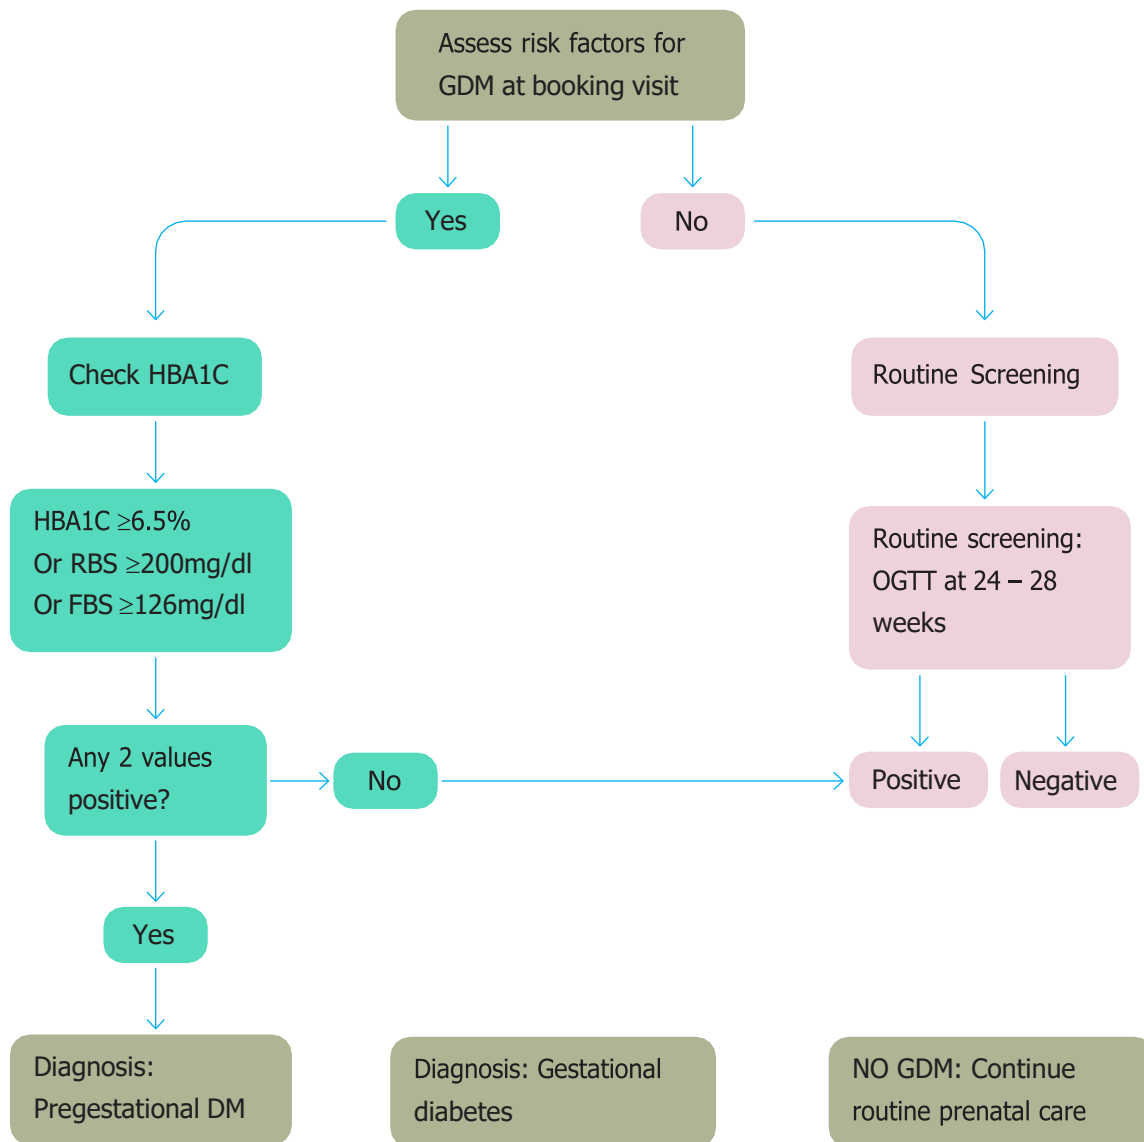 Assess risk factors for
GDM at booking visit
Yes
No
Check HBA1C
Routine Screening
HBA1C ≥6.5%
Or RBS ≥200mg/dl
Or FBS ≥126mg/dl
Routine screening:
OGTT at 24 – 28
weeks
Any 2 values
positive?
No
Positive
Negative
Yes
Diagnosis:
Pregestational DM
Diagnosis: Gestational
diabetes
NO GDM: Continue
routine prenatal care